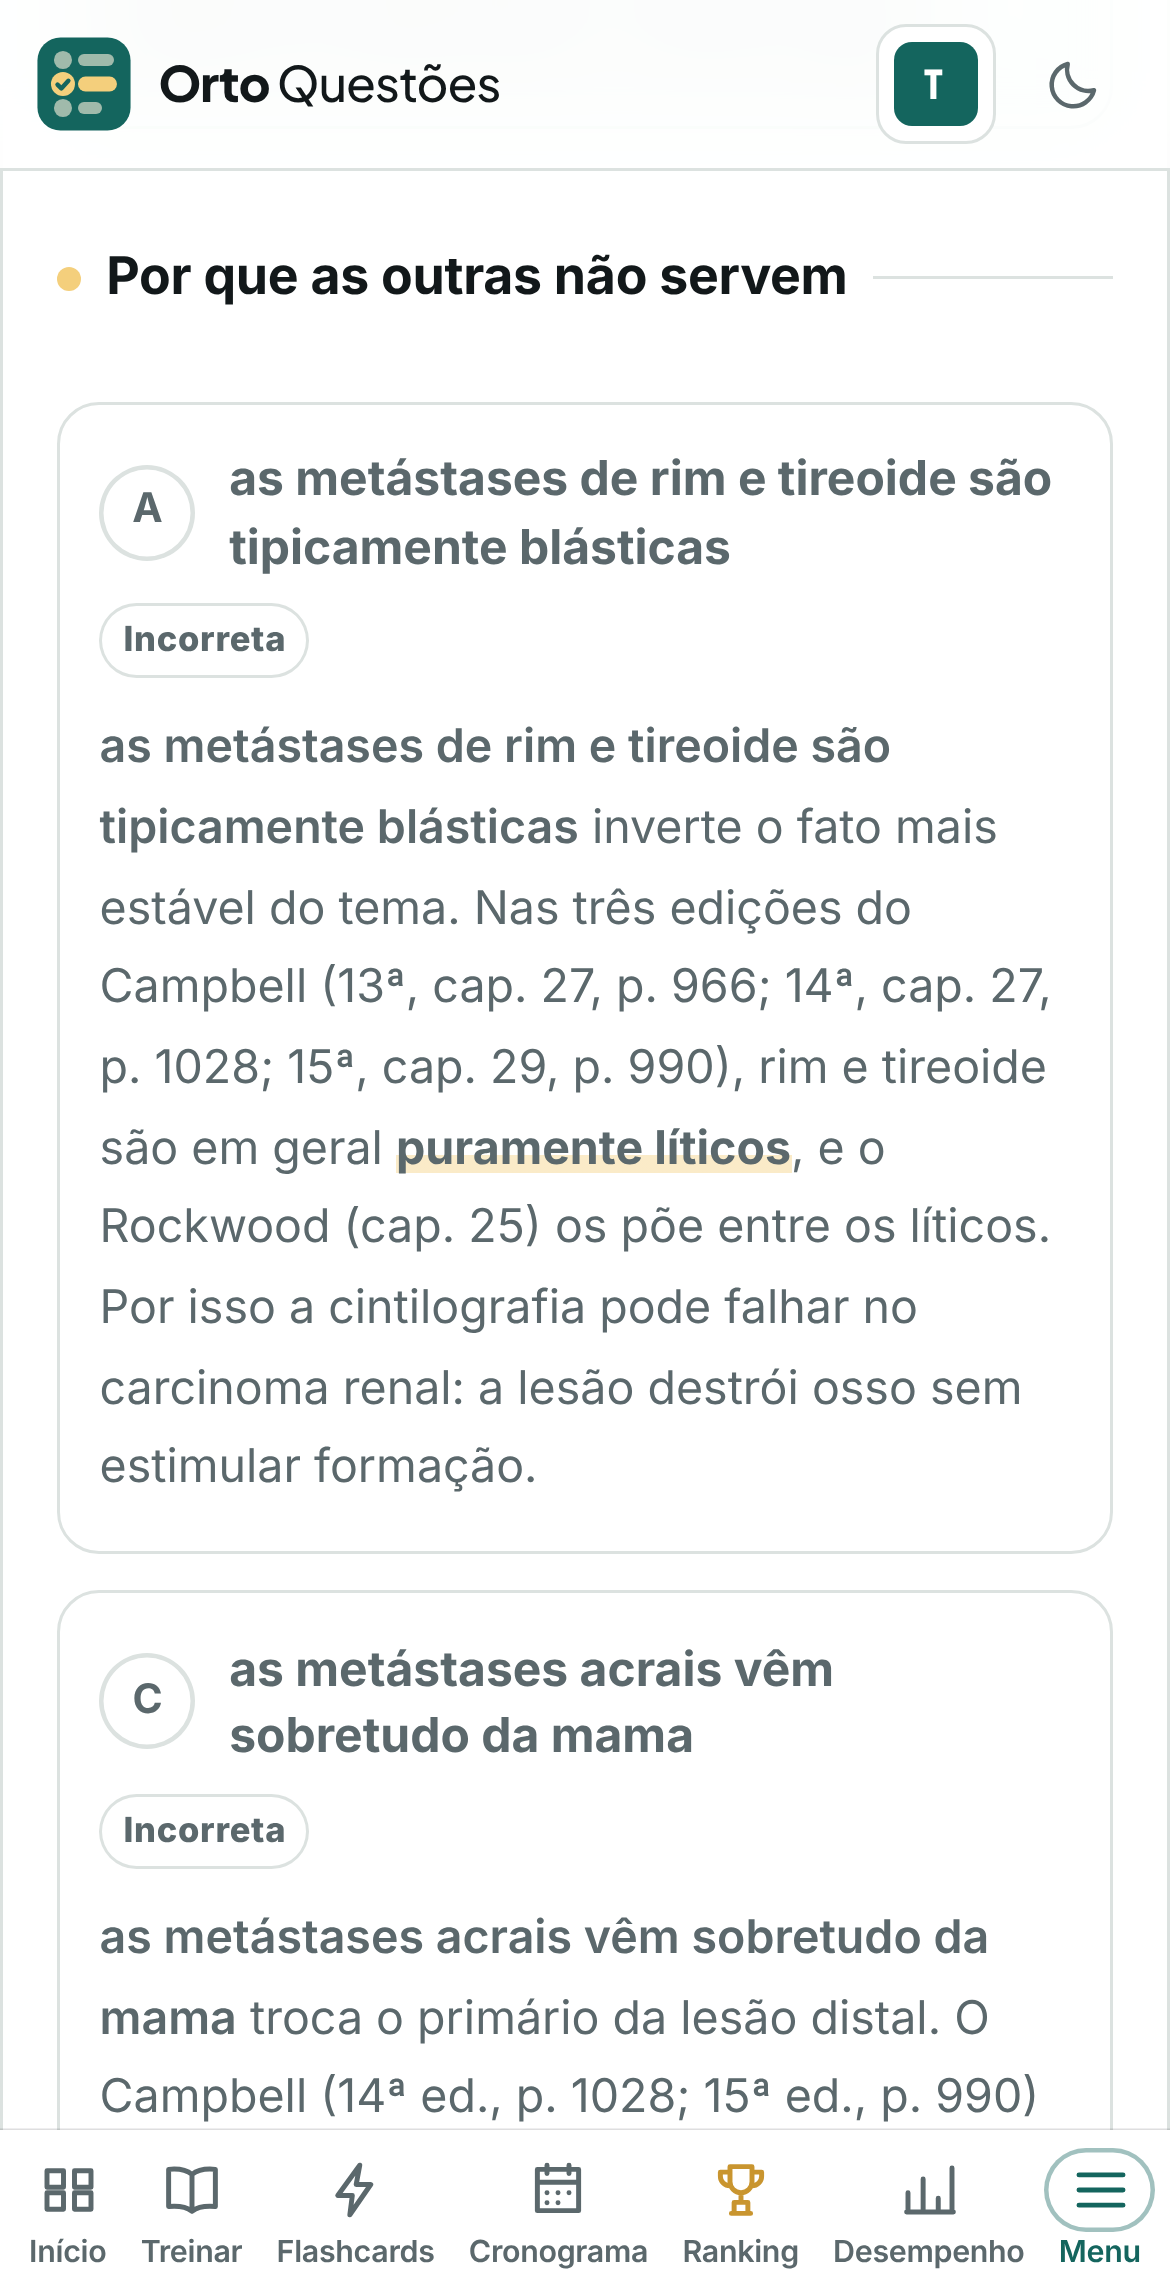 Orto Questões
T
Por que as outras não servem
A
as metástases de rim e tireoide são
tipicamente blásticas
Incorreta
as metástases de rim e tireoide são
tipicamente blásticas inverte o fato mais
estável do tema. Nas três edições do
Campbell (13ª, cap. 27, p. 966; 14ª, cap. 27,
p. 1028; 15ª, cap. 29, p. 990), rim e tireoide
são em geral puramente líticos, e o
Rockwood (cap. 25) os põe entre os líticos.
Por isso a cintilografia pode falhar no
carcinoma renal: a lesão destrói osso sem
estimular formação.
C
as metástases acrais vêm
sobretudo da mama
Incorreta
as metástases acrais vêm sobretudo da
mama troca o primário da lesão distal. O
Campbell (14ª ed., p. 1028; 15ª ed., p. 990)
Início
Treinar
Flashcards
Cronograma
Ranking
Desempenho
Menu